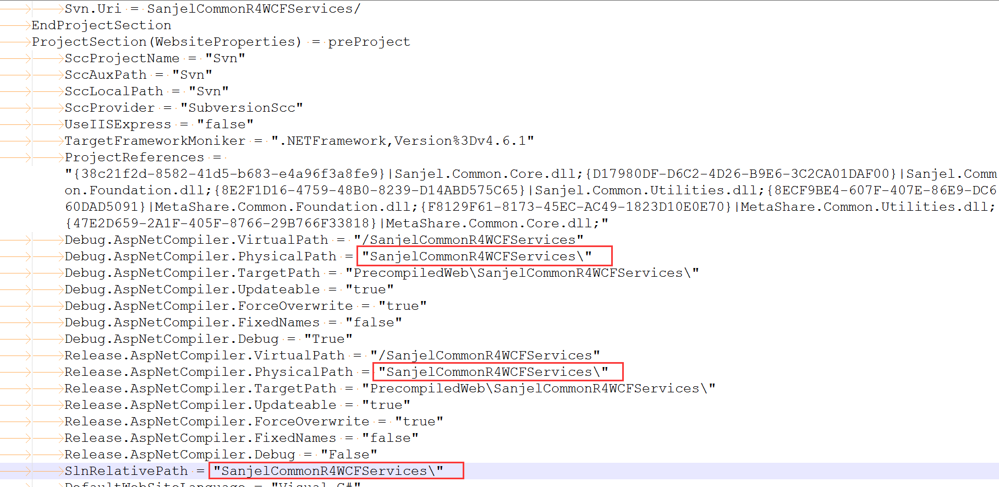 Svn.Uri = SanjelCommonR4WCFServices/
EndProjectSection
ProjectSection(WebsiteProperties) = preProject
SccProjectName = "Svn"
SccAuxPath = "Svn"
SccLocalPath = "Svn"
SccProvider = "SubversionScc"
UseIISExpress = "false"
TargetFrameworkMoniker = ".NETFramework,Version%3Dv4.6.1"
ProjectReferences =
"{38c21f2d-8582-41d5-b683-e4a96f3a8fe9}|Sanjel.Common.Core.dll;{D17980DF-D6C2-4D26-B9E6-3C2CA01DAF00}|Sanjel.Comm
on.Foundation.dll;{8E2F1D16-4759-48B0-8239-D14ABD575C65}|Sanjel.Common.Utilities.dll;{8ECF9BE4-607F-407E-86E9-DC6
60DAD5091}|MetaShare.Common.Foundation.dll;{F8129F61-8173-45EC-AC49-1823D10E0E70}|MetaShare.Common.Utilities.dll;
{47E2D659-2A1F-405F-8766-29B766F33818}|MetaShare.Common.Core.dll;"
Debug.AspNetCompiler.VirtualPath = "/SanjelCommonR4WCFServices"
Debug.AspNetCompiler.PhysicalPath = "SanjelCommonR4WCFServices\"
Debug.AspNetCompiler.TargetPath = "PrecompiledWeb\SanjelCommonR4WCFServices\"
Debug.AspNetCompiler.Updateable = "true"
Debug.AspNetCompiler.ForceOverwrite = "true"
Debug.AspNetCompiler.FixedNames = "false"
Debug.AspNetCompiler.Debug = "True"
Release.AspNetCompiler.VirtualPath = "/SanjelCommonR4WCFServices"
Release.AspNetCompiler.PhysicalPath = "SanjelCommonR4WCFServices\"
Release.AspNetCompiler.TargetPath = "PrecompiledWeb\SanjelCommonR4WCFServices\"
Release.AspNetCompiler.Updateable = "true"
Release.AspNetCompiler.ForceOverwrite = "true"
Release.AspNetCompiler.FixedNames = "false"
Release.AspNetCompiler.Debug = "False"
SlnRelativePath = "SanjelCommonR4WCFServices\"
DefaultWebSiteLanguage = "Visual C#"